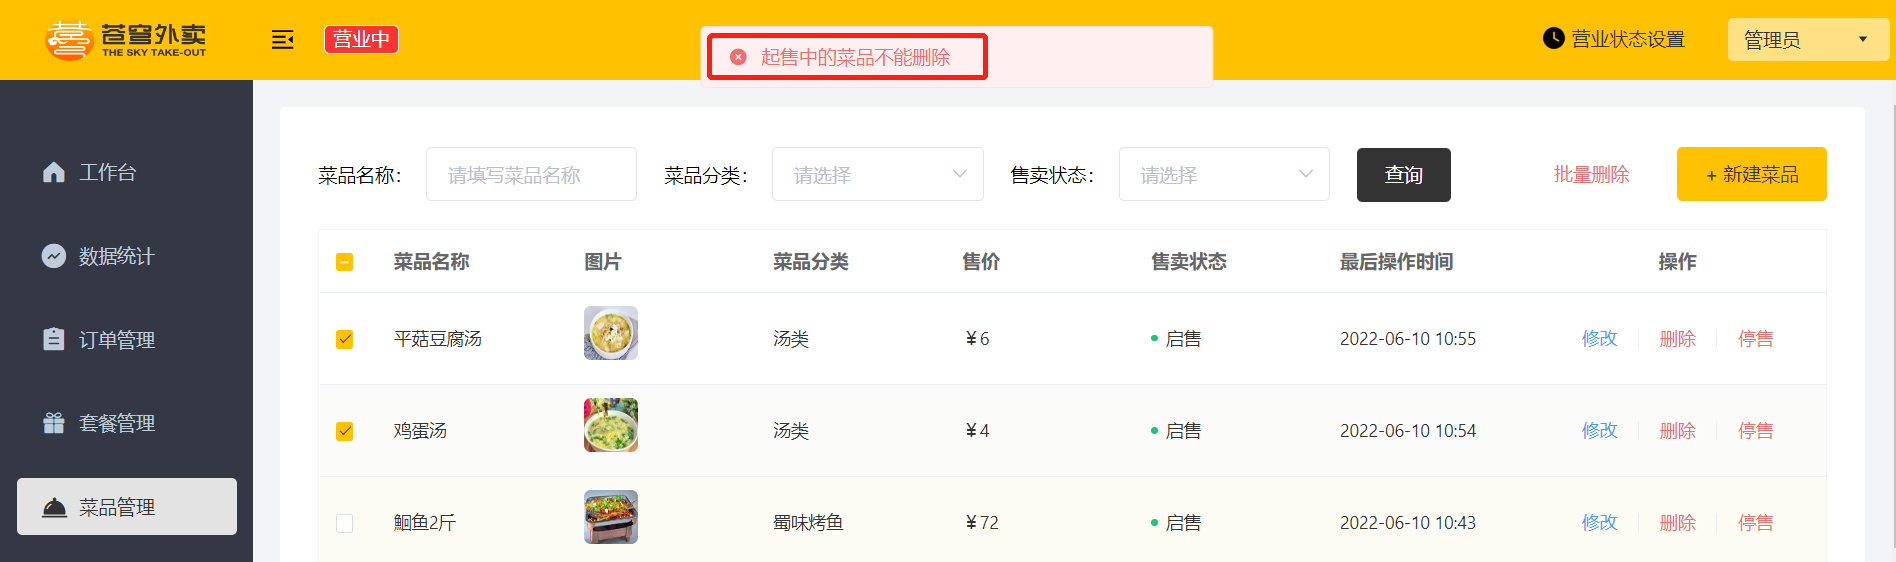 苍穹外卖
THE SKY TAKE-OUT
营业中
起售中的菜品不能删除
营业状态设置
管理员
工作台
数据统计
订单管理
套餐管理
菜品管理
菜品名称： 请填写菜品名称 菜品分类： 请选择 售卖状态： 请选择 查询 批量删除 + 新建菜品
菜品名称 图片 菜品分类 售价 售卖状态 最后操作时间 操作
平菇豆腐汤 汤类 ￥6 启售 2022-06-10 10:55 修改 删除 停售
鸡蛋汤 汤类 ￥4 启售 2022-06-10 10:54 修改 删除 停售
鮰鱼2斤 蜀味烤鱼 ￥72 启售 2022-06-10 10:43 修改 删除 停售